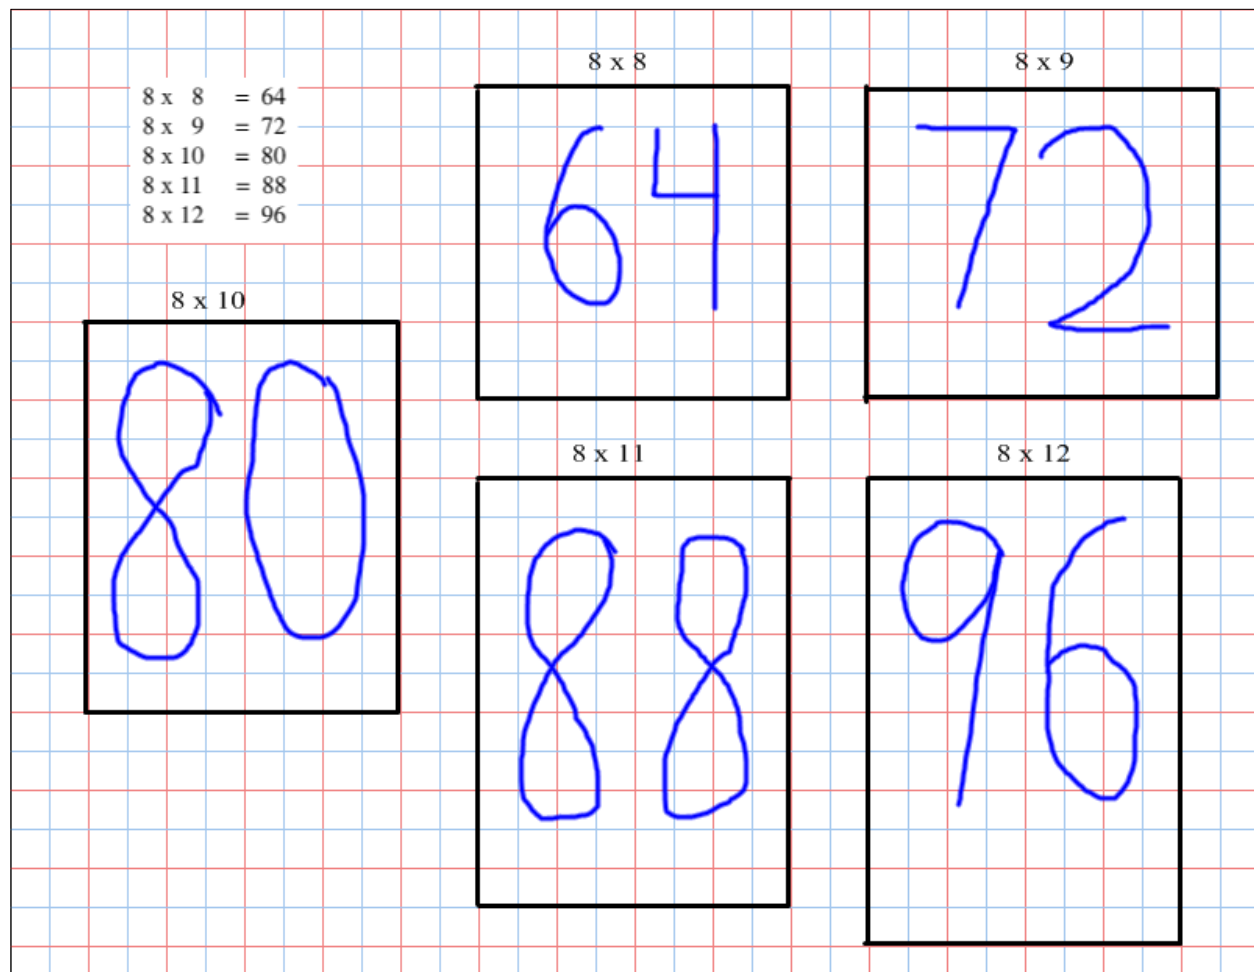 8 x 8 = 64
8 x 9 = 72
8 x 10 = 80
8 x 11 = 88
8 x 12 = 96
8 x 8
64
8 x 9
72
8 x 10
80
8 x 11
88
8 x 12
96